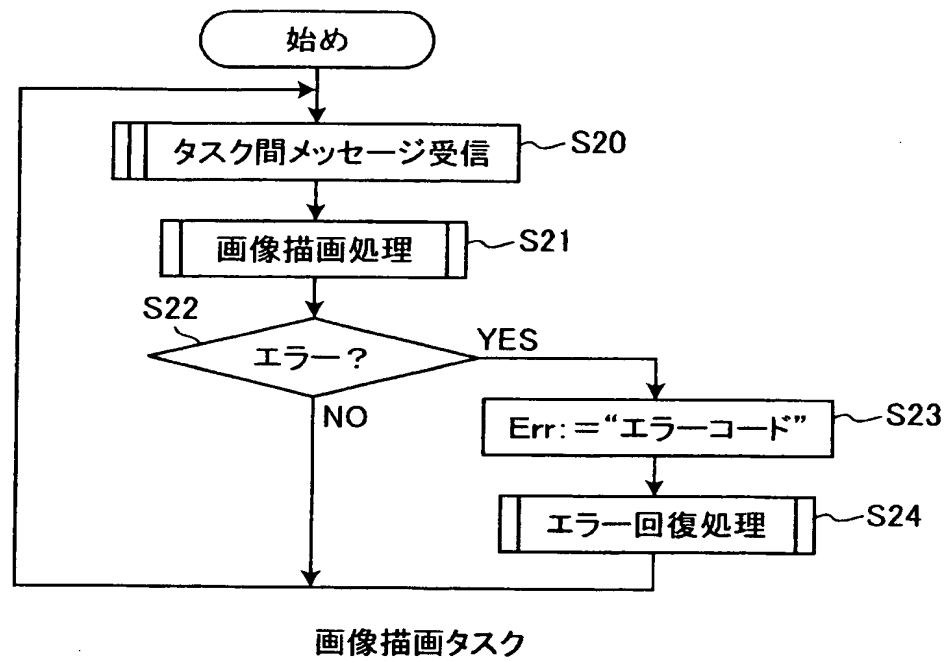 始め
タスク間メッセージ受信
S20
画像描画処理
S21
S22
エラー?
YES
NO
Err:=“エラーコード”
S23
エラー回復処理
S24
画像描画タスク